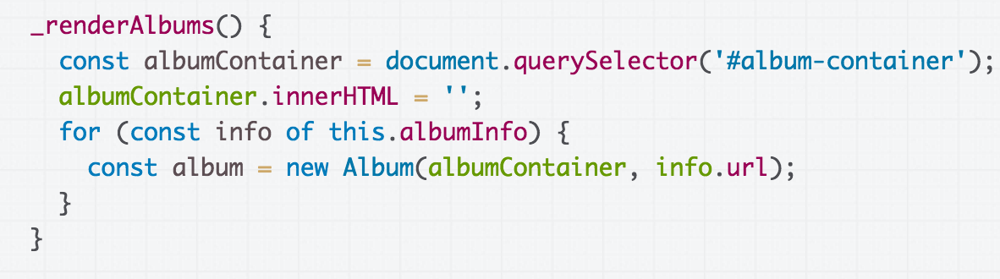 _renderAlbums() {
  const albumContainer = document.querySelector('#album-container');
  albumContainer.innerHTML = '';
  for (const info of this.albumInfo) {
    const album = new Album(albumContainer, info.url);
  }
}